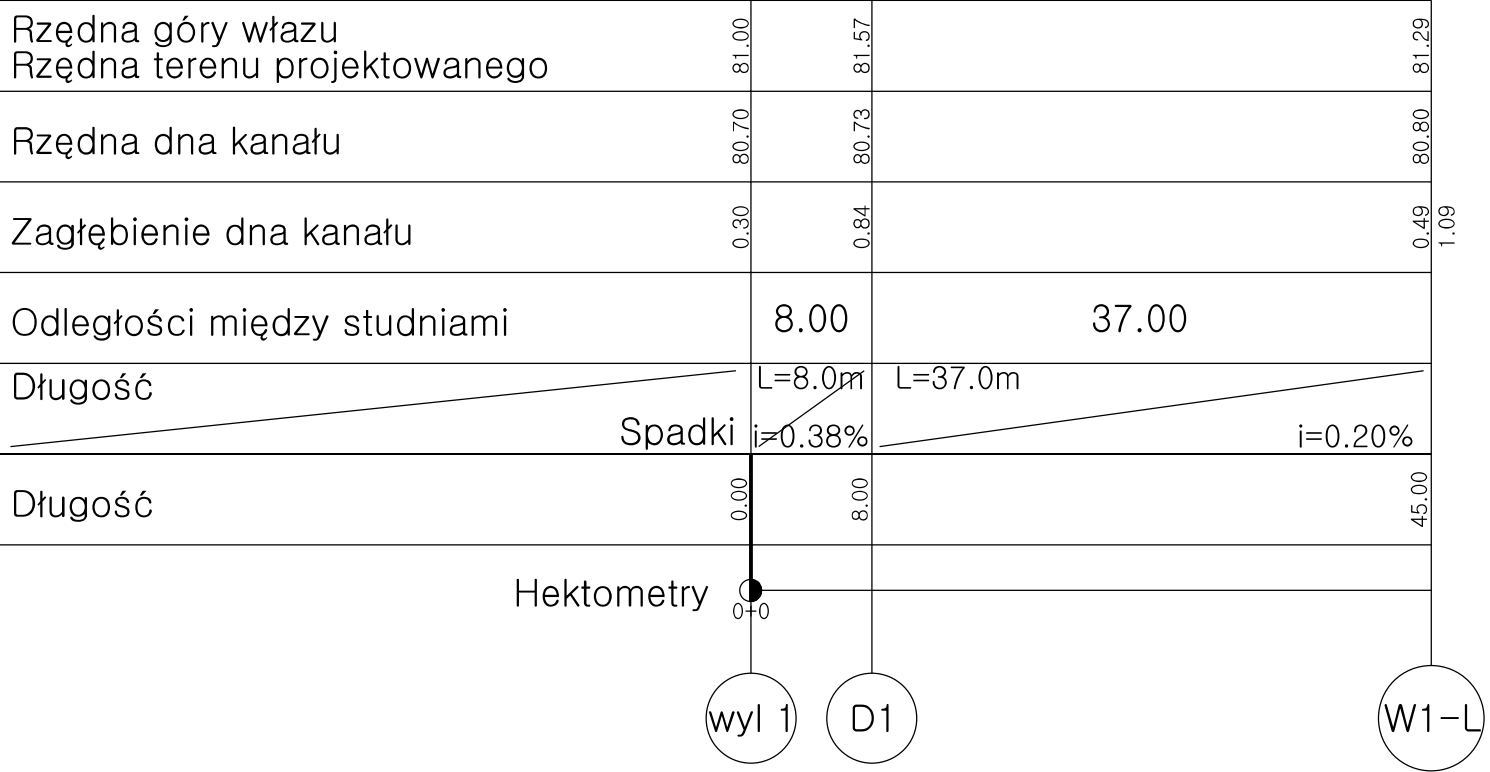 Rzędna góry włazu
Rzędna terenu projektowanego
81.00 81.57 81.29
Rzędna dna kanału 80.70 80.73 80.80
Zagłębienie dna kanału 0.30 0.84 0.49 1.09
Odległości między studniami 8.00 37.00
Długość L=8.0m L=37.0m
Spadki i=0.38% i=0.20%
Długość 0.00 8.00 45.00
Hektometry
0+0
wyl 1 D1 W1-L